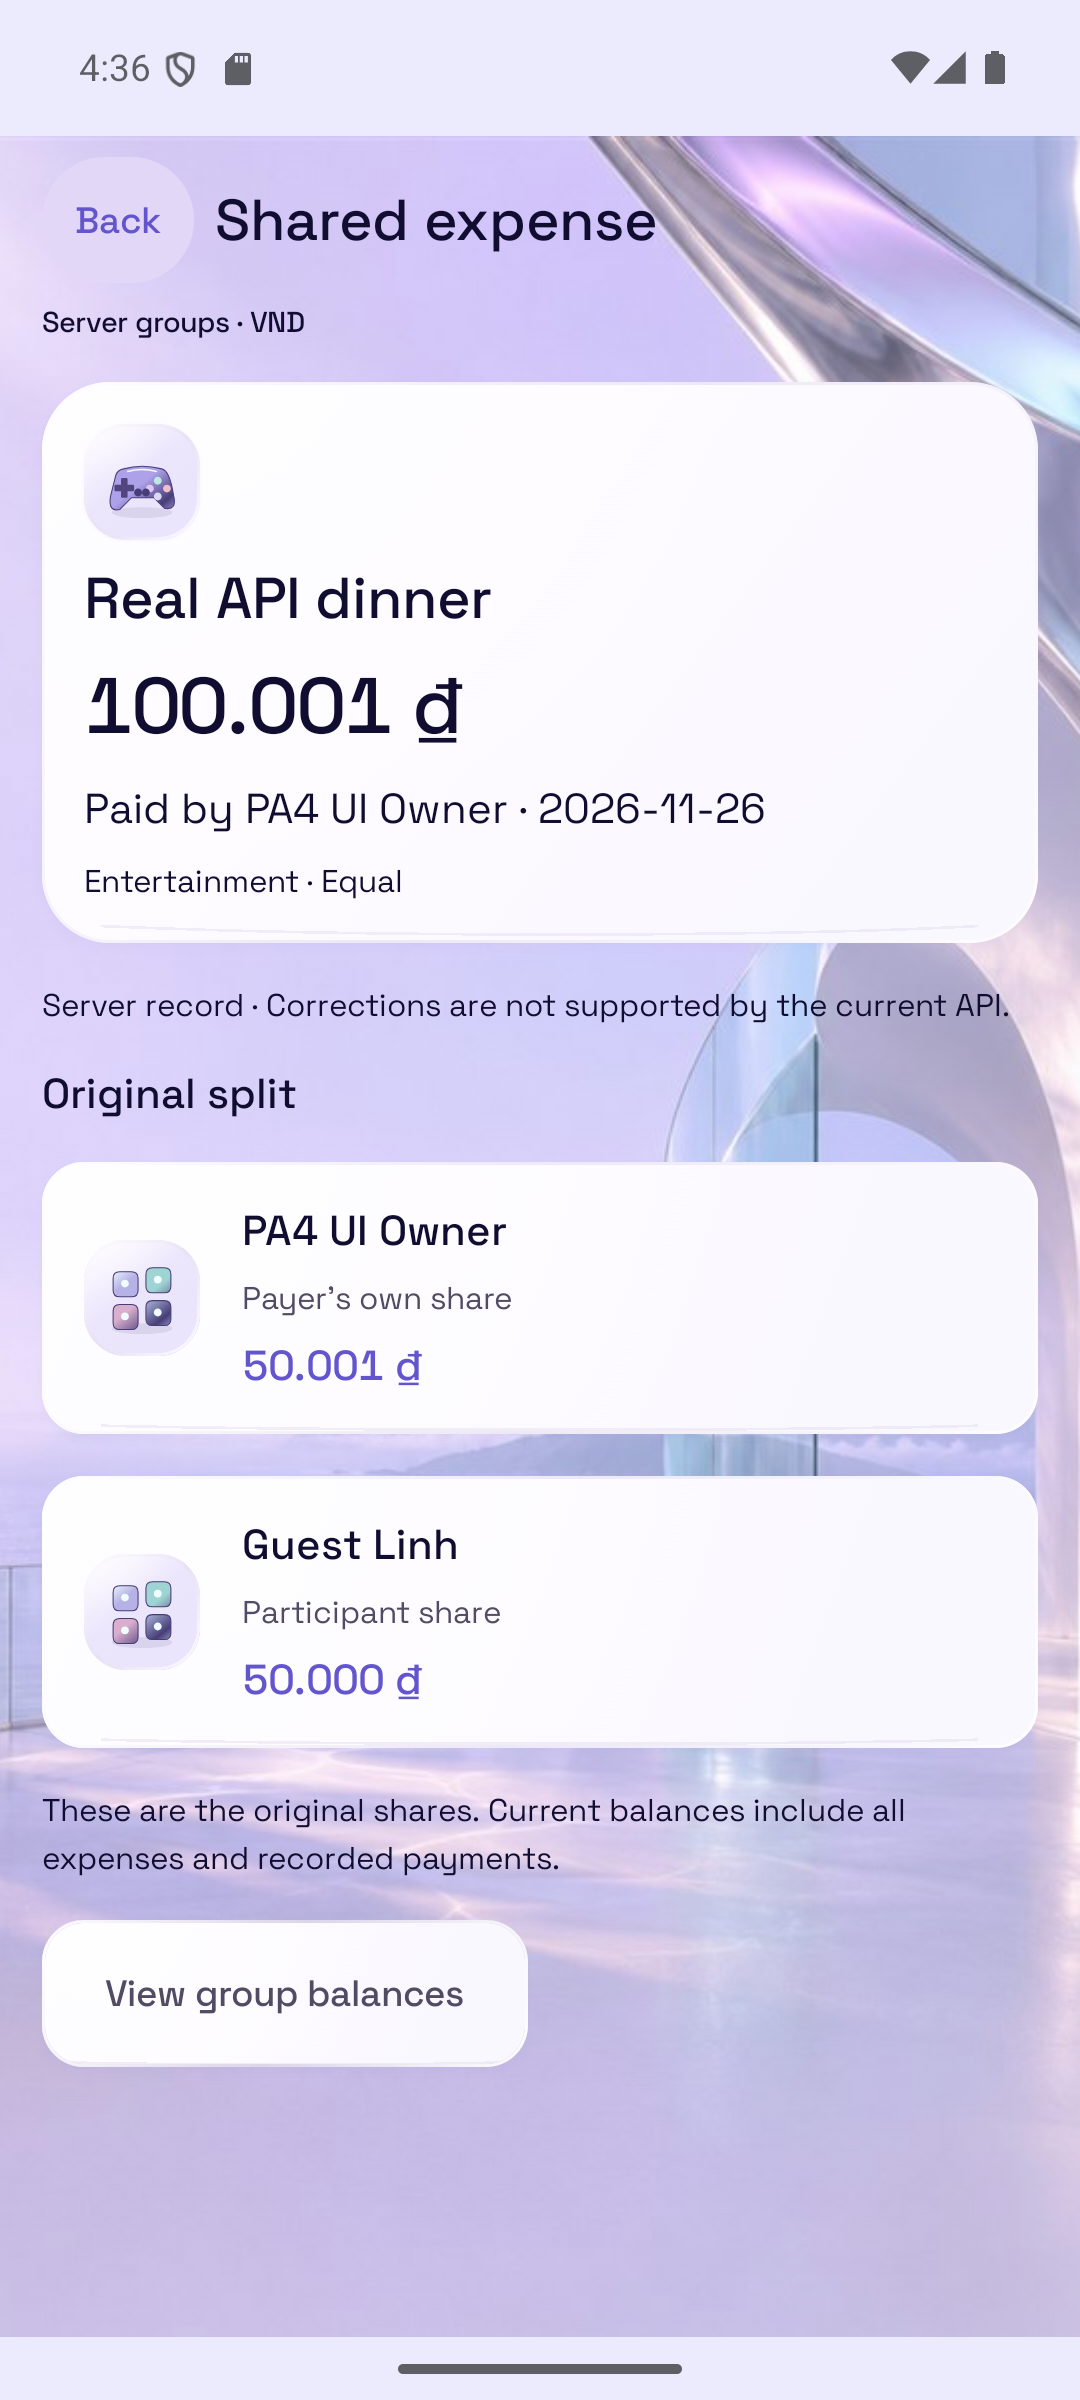 4:36
Back
Shared expense
Server groups · VND
Real API dinner
100.001 ₫
Paid by PA4 UI Owner · 2026-11-26
Entertainment · Equal
Server record · Corrections are not supported by the current API.
Original split
PA4 UI Owner
Payer's own share
50.001 ₫
Guest Linh
Participant share
50.000 ₫
These are the original shares. Current balances include all
expenses and recorded payments.
View group balances